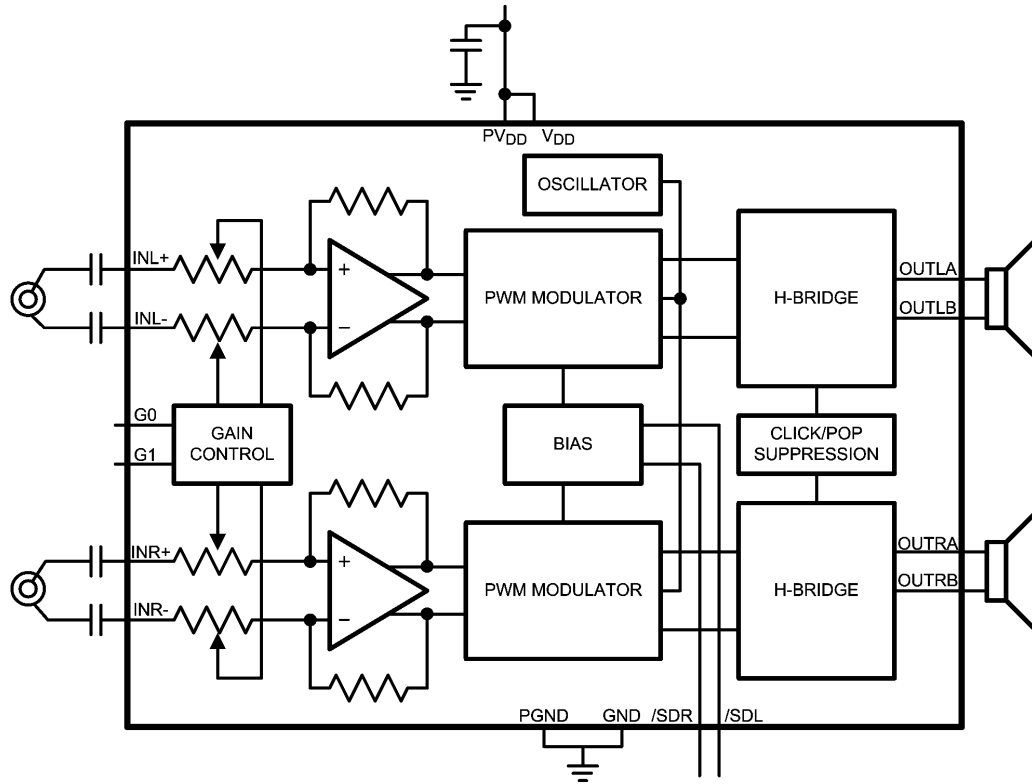 PVDD VDD
OSCILLATOR
INL+
+
PWM MODULATOR
H-BRIDGE
OUTLA
OUTLB
INL-
−
G0
G1
GAIN
CONTROL
BIAS
CLICK/POP
SUPPRESSION
INR+
+
PWM MODULATOR
H-BRIDGE
OUTRA
OUTRB
INR-
−
PGND GND /SDR /SDL